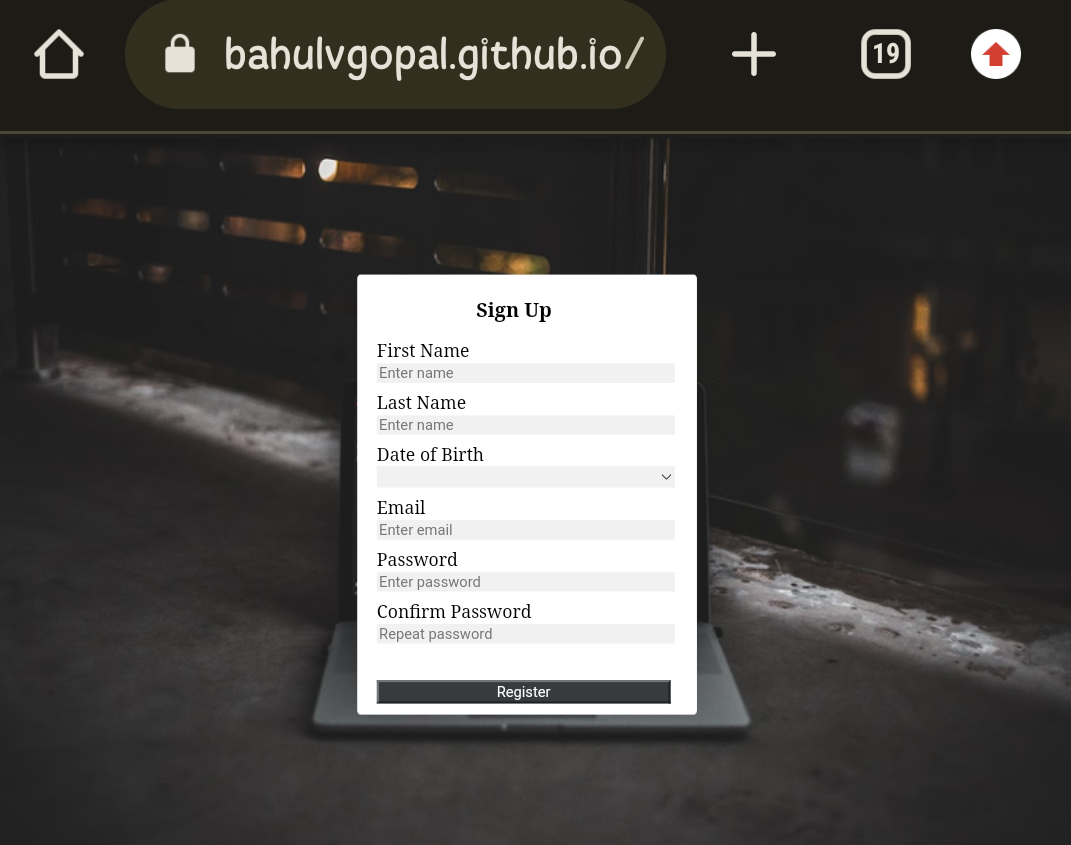 bahulvgopal.github.io/
19
Sign Up
First Name
Enter name
Last Name
Enter name
Date of Birth
Email
Enter email
Password
Enter password
Confirm Password
Repeat password
Register